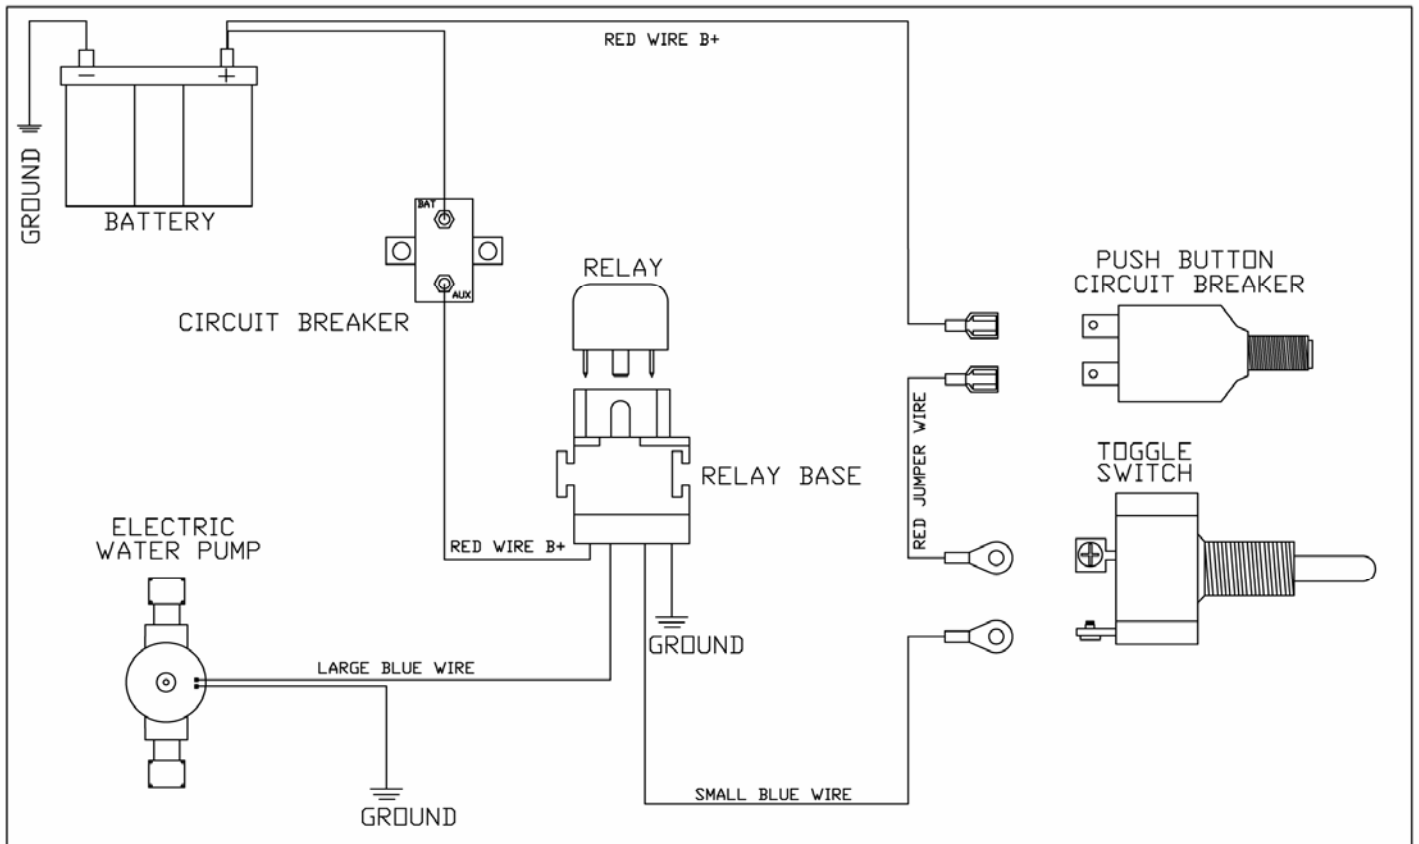 RED WIRE B+
−
+
GROUND
BATTERY
BAT
AUX
CIRCUIT BREAKER
RELAY
PUSH BUTTON
CIRCUIT BREAKER
RED JUMPER WIRE
TOGGLE
SWITCH
RELAY BASE
ELECTRIC
WATER PUMP
RED WIRE B+
GROUND
LARGE BLUE WIRE
SMALL BLUE WIRE
GROUND